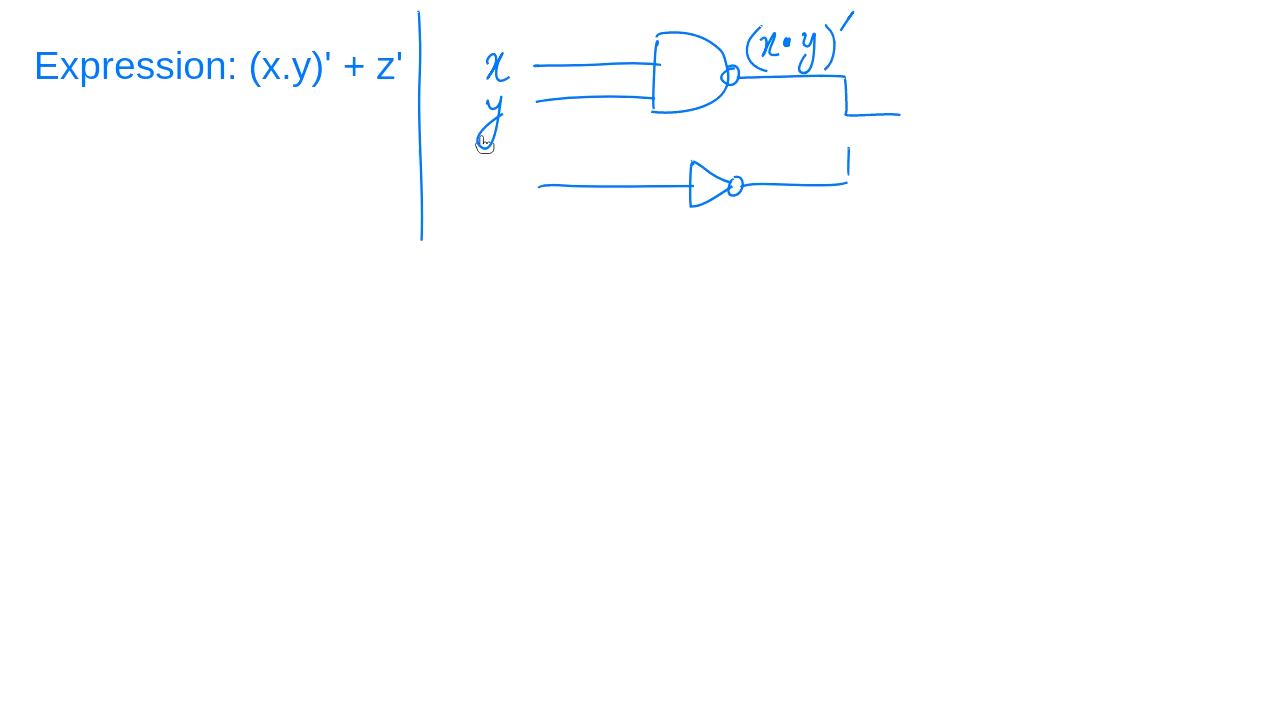 Expression: (x.y)' + z'
x
y
(x•y)'